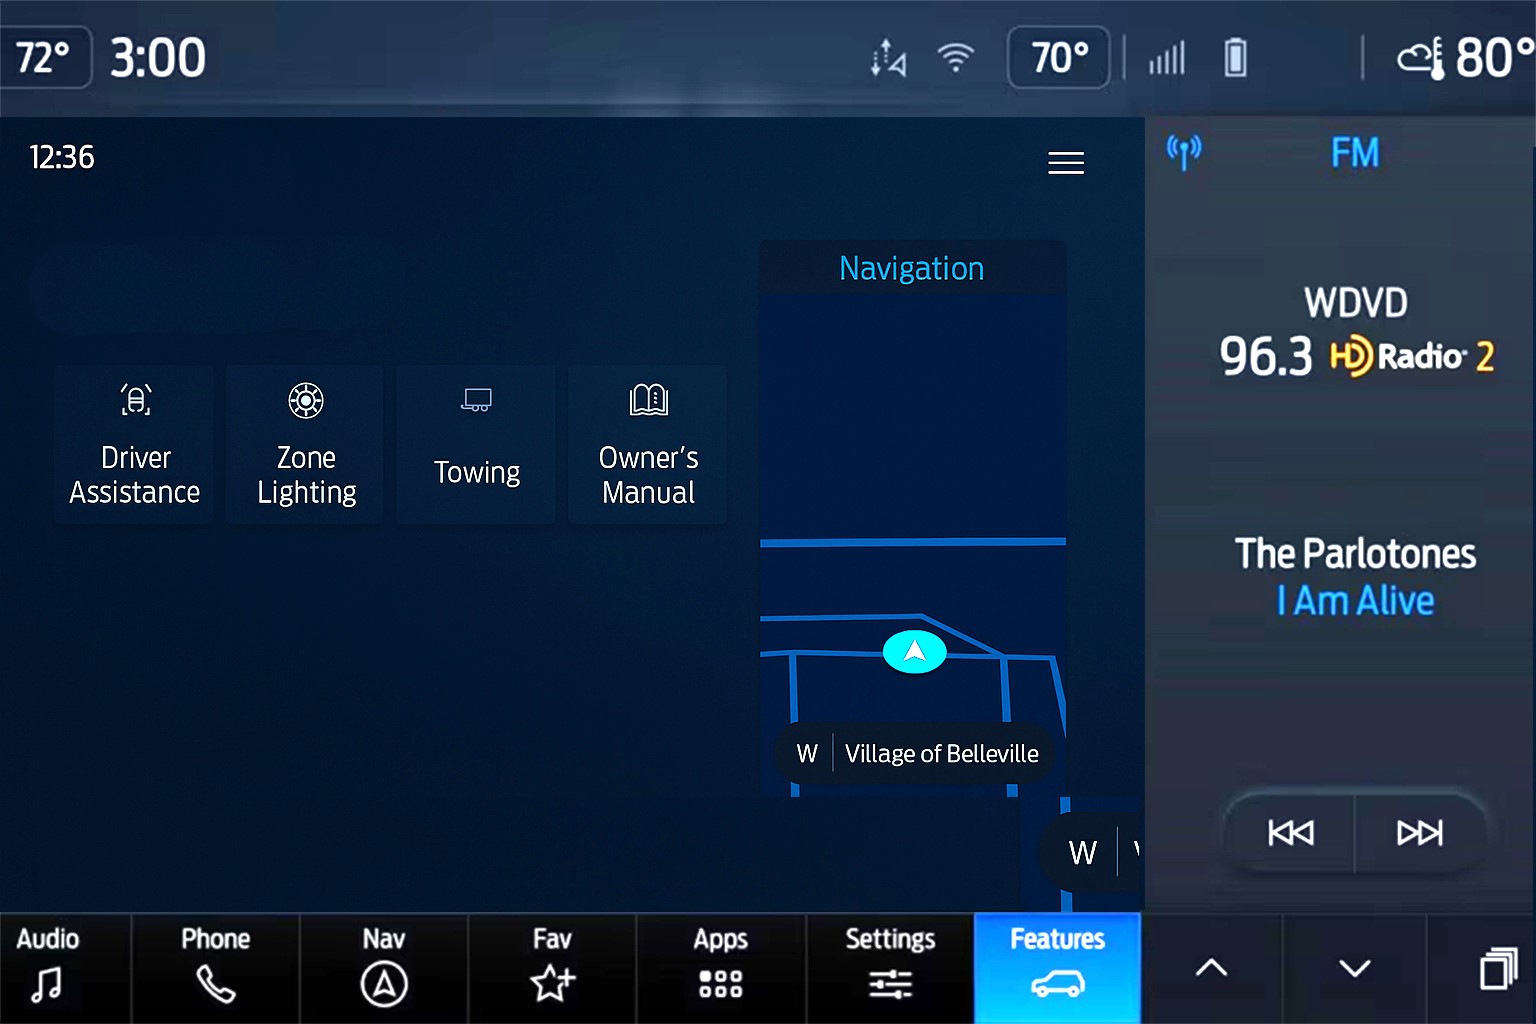 72° 3:00 70° 80°
12:36
Navigation
Driver
Assistance
Zone
Lighting
Towing
Owner's
Manual
W Village of Belleville
W
FM
WDVD
96.3 HD Radio 2
The Parlotones
I Am Alive
Audio Phone Nav Fav Apps Settings Features